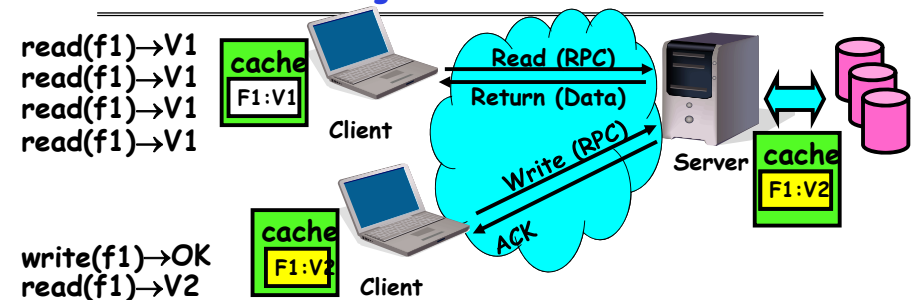 read(f1)→V1
read(f1)→V1
read(f1)→V1
read(f1)→V1
cache
F1:V1
Client
Read (RPC)
Return (Data)
Write (RPC)
ACK
Server
cache
F1:V2
write(f1)→OK
read(f1)→V2
cache
F1:V2
Client